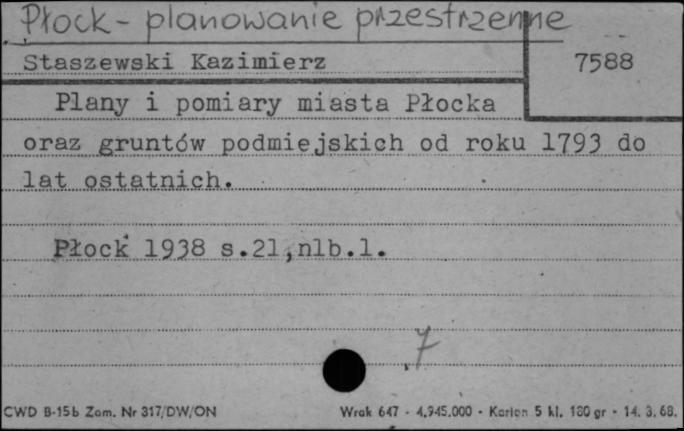 Płock - planowanie przestrzenne
Staszewski Kazimierz
7588
Plany i pomiary miasta Płocka
oraz gruntów podmiejskich od roku 1793 do
lat ostatnich.
Płock 1938 s.21,nlb.1.
7
CWD B-15b Zam. Nr 317/DW/ON Wrak 647 - 4.945.000 - Karton 5 kl. 180 gr - 14. 3. 68.